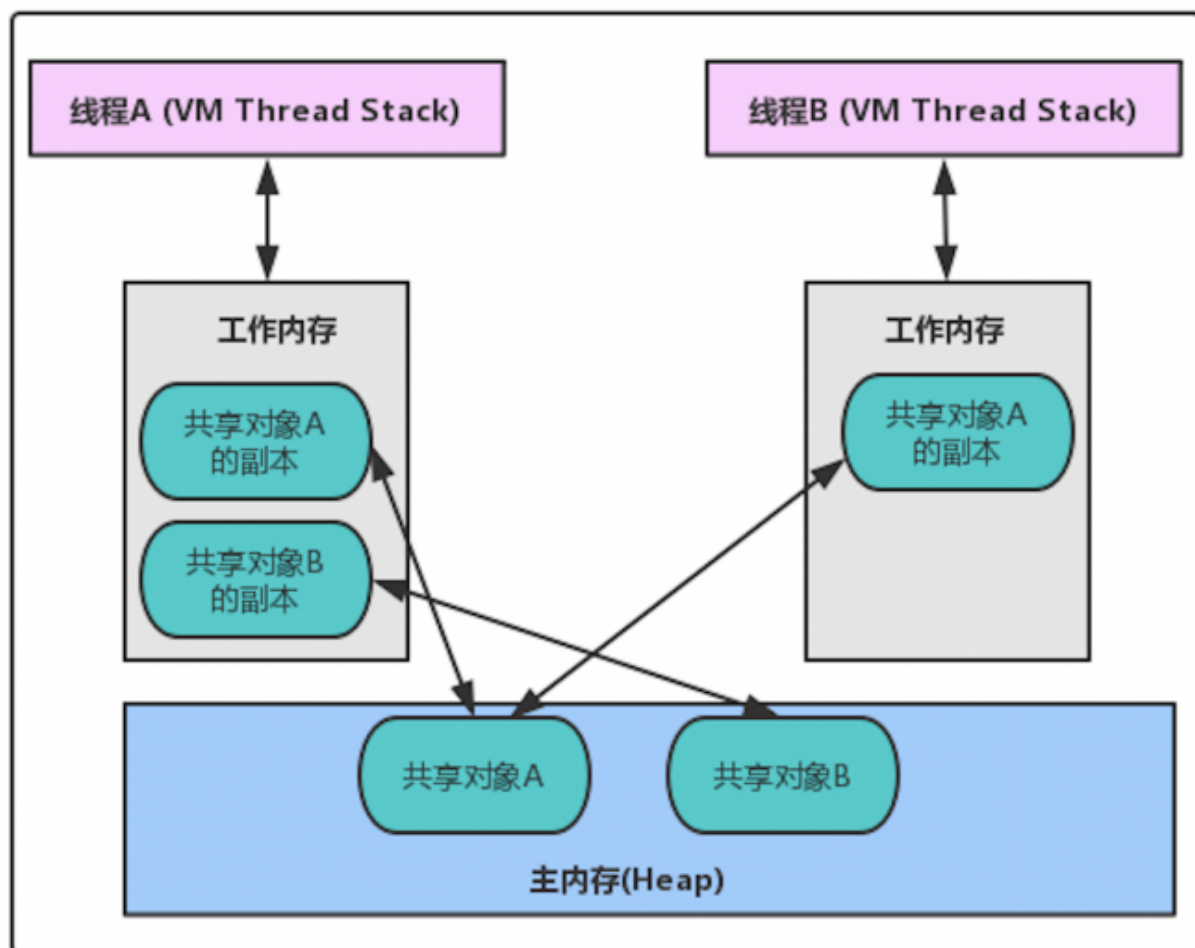 线程A (VM Thread Stack)
线程B (VM Thread Stack)
工作内存
共享对象A
的副本
共享对象B
的副本
工作内存
共享对象A
的副本
共享对象A
共享对象B
主内存(Heap)